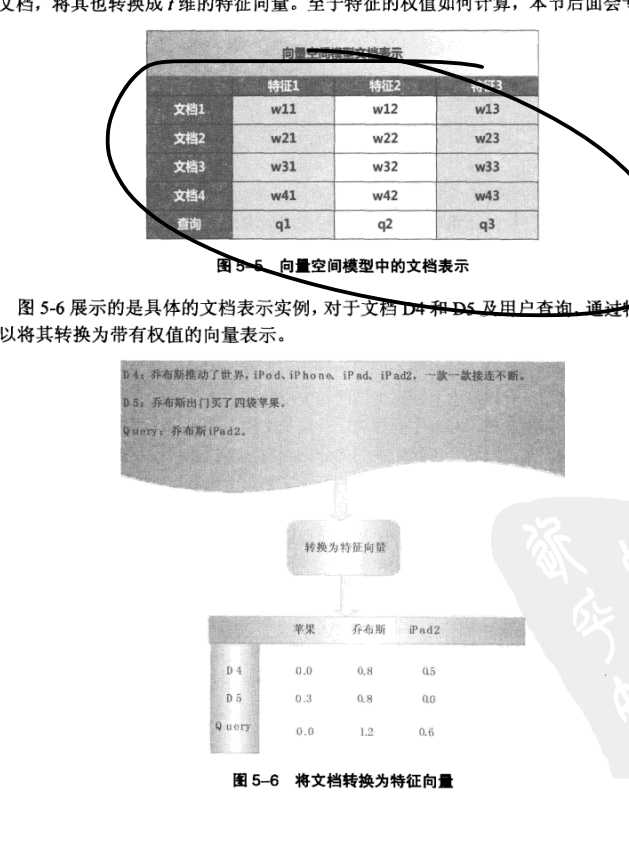 文档，将其也转换成 t 维的特征向量。至于特征的权值如何计算，本节后面会
向量空间模型文档表示
特征1 特征2 特征3
文档1 w11 w12 w13
文档2 w21 w22 w23
文档3 w31 w32 w33
文档4 w41 w42 w43
查询 q1 q2 q3
图 5-5 向量空间模型中的文档表示
图 5-6 展示的是具体的文档表示实例，对于文档 D4 和 D5 及用户查询，通过
以将其转换为带有权值的向量表示。
D4：乔布斯推动了世界，iPod、iPhone、iPad、iPad2，一款一款接连不断。
D5：乔布斯出门买了四袋苹果。
Query：乔布斯 iPad2。
转换为特征向量
苹果 乔布斯 iPad2
D4 0.0 0.8 0.5
D5 0.3 0.8 0.0
Query 0.0 1.2 0.6
图 5-6 将文档转换为特征向量